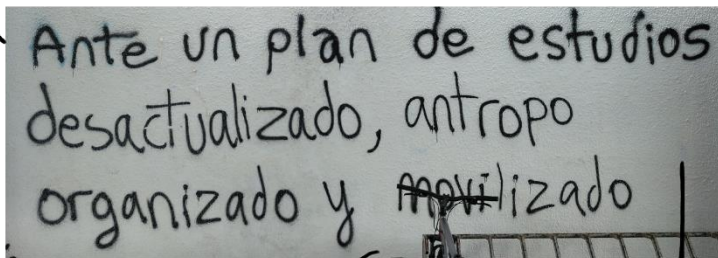 Ante un plan de estudios
desactualizado, antropo
organizado y movilizado